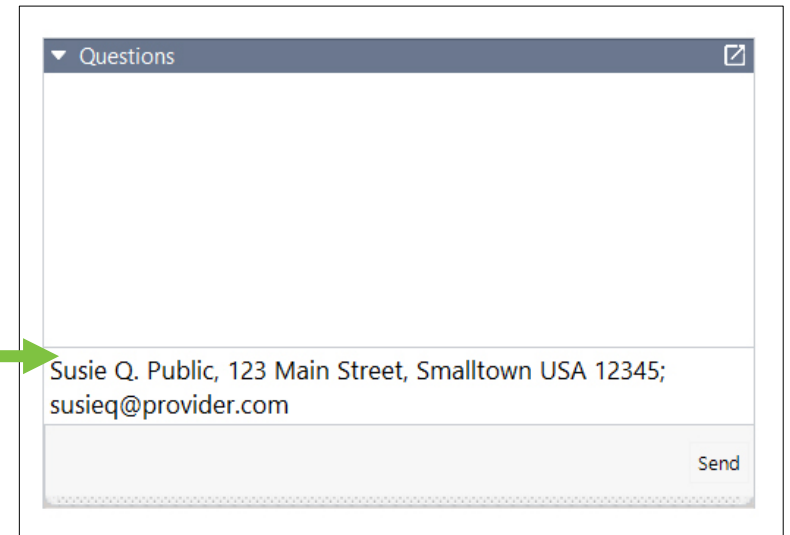 Questions
Susie Q. Public, 123 Main Street, Smalltown USA 12345;
susieq@provider.com
Send